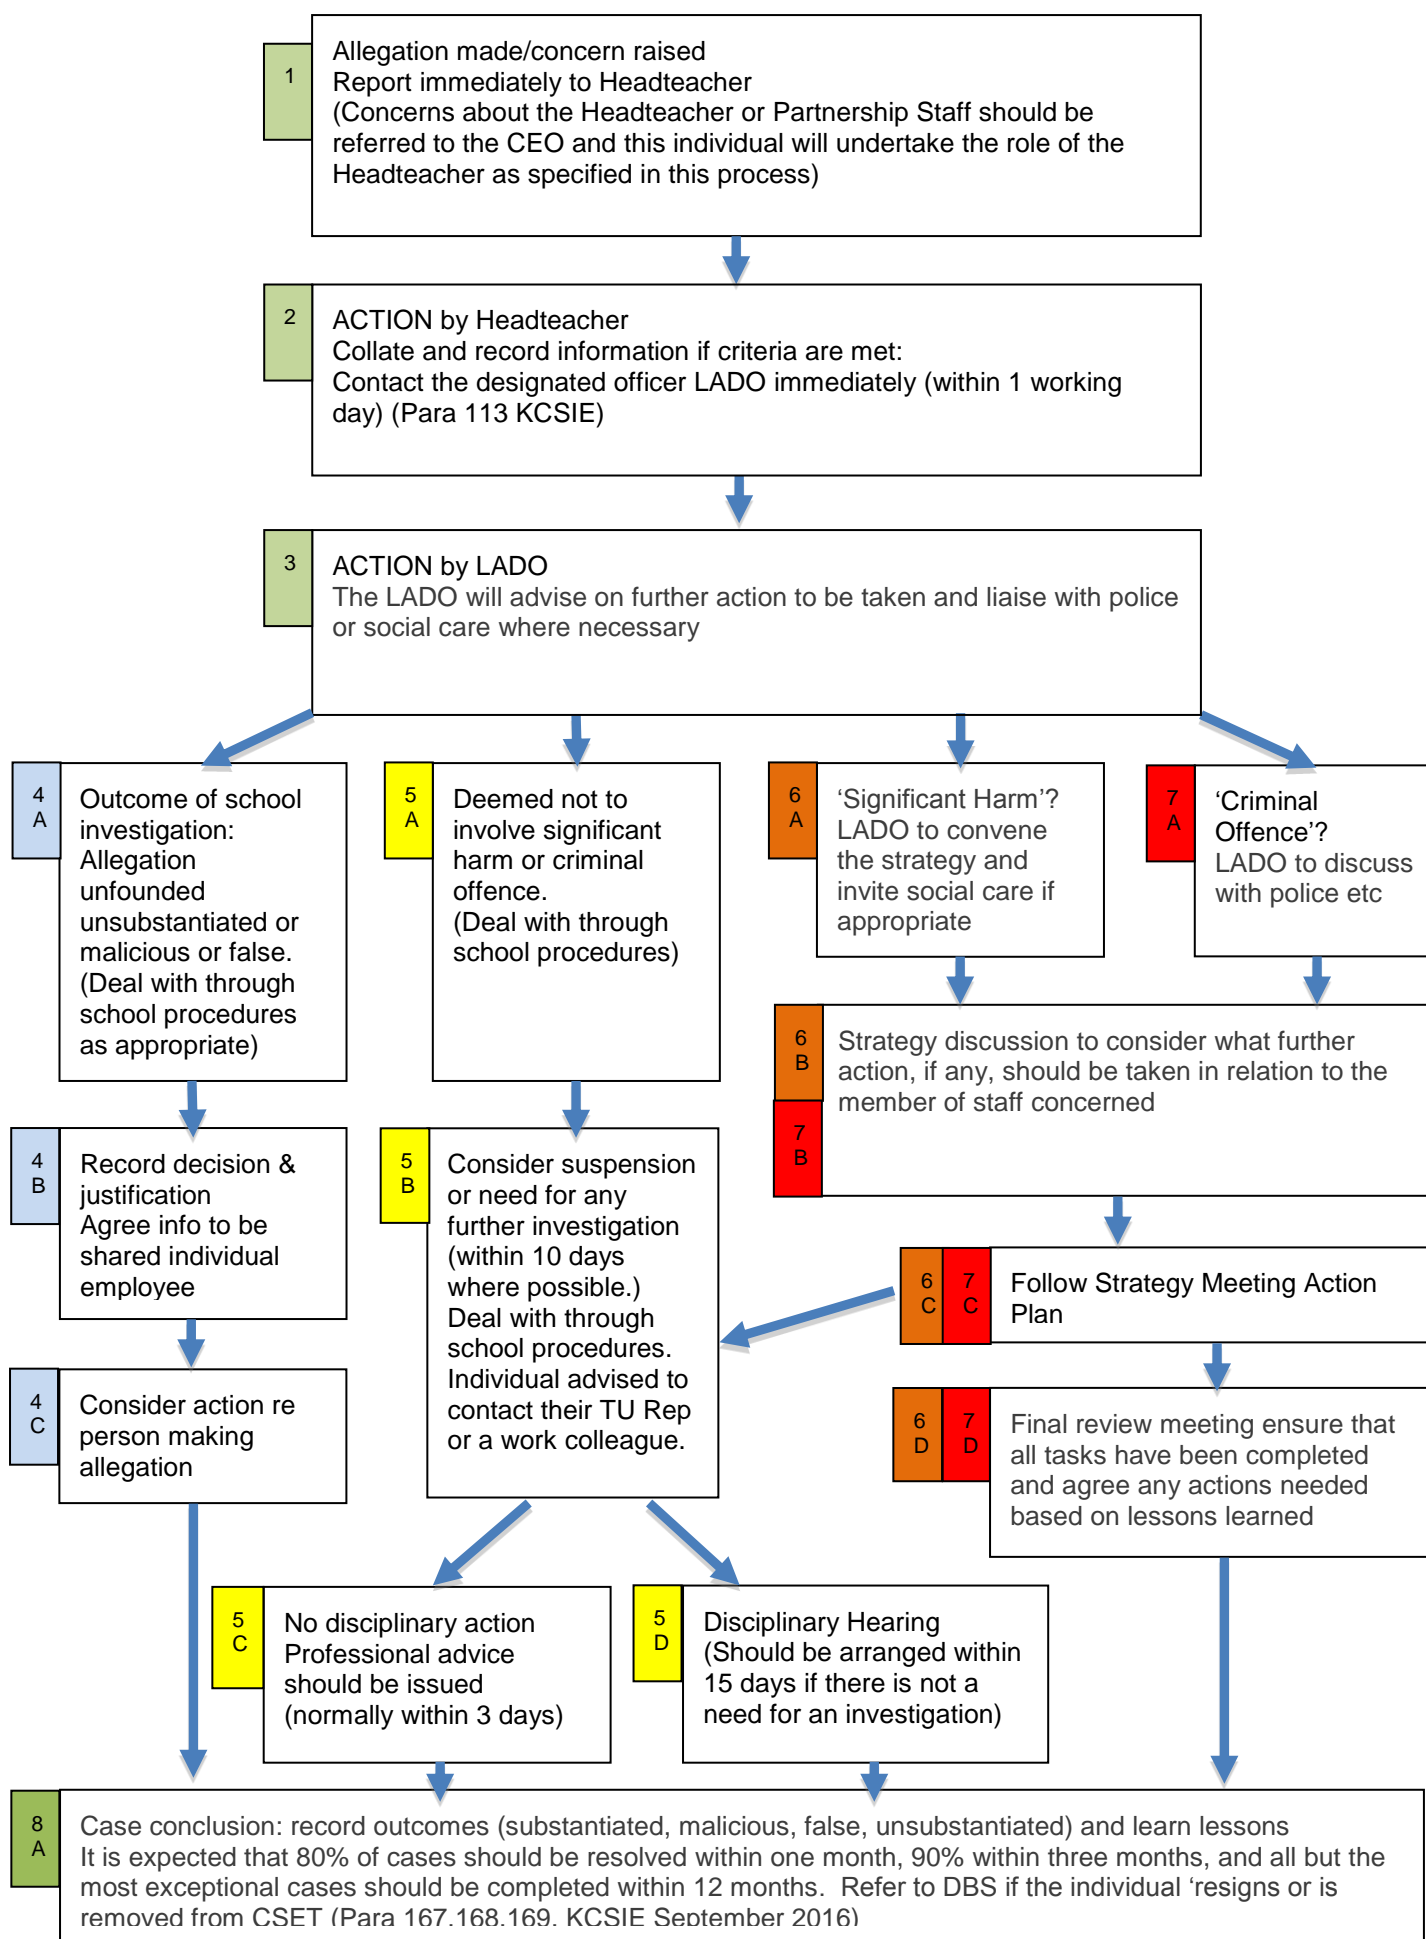 1
Allegation made/concern raised
Report immediately to Headteacher
(Concerns about the Headteacher or Partnership Staff should be
referred to the CEO and this individual will undertake the role of the
Headteacher as specified in this process)
2
ACTION by Headteacher
Collate and record information if criteria are met:
Contact the designated officer LADO immediately (within 1 working
day) (Para 113 KCSIE)
3
ACTION by LADO
The LADO will advise on further action to be taken and liaise with police
or social care where necessary
4
A
Outcome of school
investigation:
Allegation
unfounded
unsubstantiated or
malicious or false.
(Deal with through
school procedures
as appropriate)
5
A
Deemed not to
involve significant
harm or criminal
offence.
(Deal with through
school procedures)
6
A
‘Significant Harm’?
LADO to convene
the strategy and
invite social care if
appropriate
7
A
‘Criminal
Offence’?
LADO to discuss
with police etc
6
B
7
B
Strategy discussion to consider what further
action, if any, should be taken in relation to the
member of staff concerned
4
B
Record decision &
justification
Agree info to be
shared individual
employee
5
B
Consider suspension
or need for any
further investigation
(within 10 days
where possible.)
Deal with through
school procedures.
Individual advised to
contact their TU Rep
or a work colleague.
6
C
7
C
Follow Strategy Meeting Action
Plan
4
C
Consider action re
person making
allegation
6
D
7
D
Final review meeting ensure that
all tasks have been completed
and agree any actions needed
based on lessons learned
5
C
No disciplinary action
Professional advice
should be issued
(normally within 3 days)
5
D
Disciplinary Hearing
(Should be arranged within
15 days if there is not a
need for an investigation)
8
A
Case conclusion: record outcomes (substantiated, malicious, false, unsubstantiated) and learn lessons
It is expected that 80% of cases should be resolved within one month, 90% within three months, and all but the
most exceptional cases should be completed within 12 months.  Refer to DBS if the individual ‘resigns or is
removed from CSET (Para 167,168,169, KCSIE September 2016)